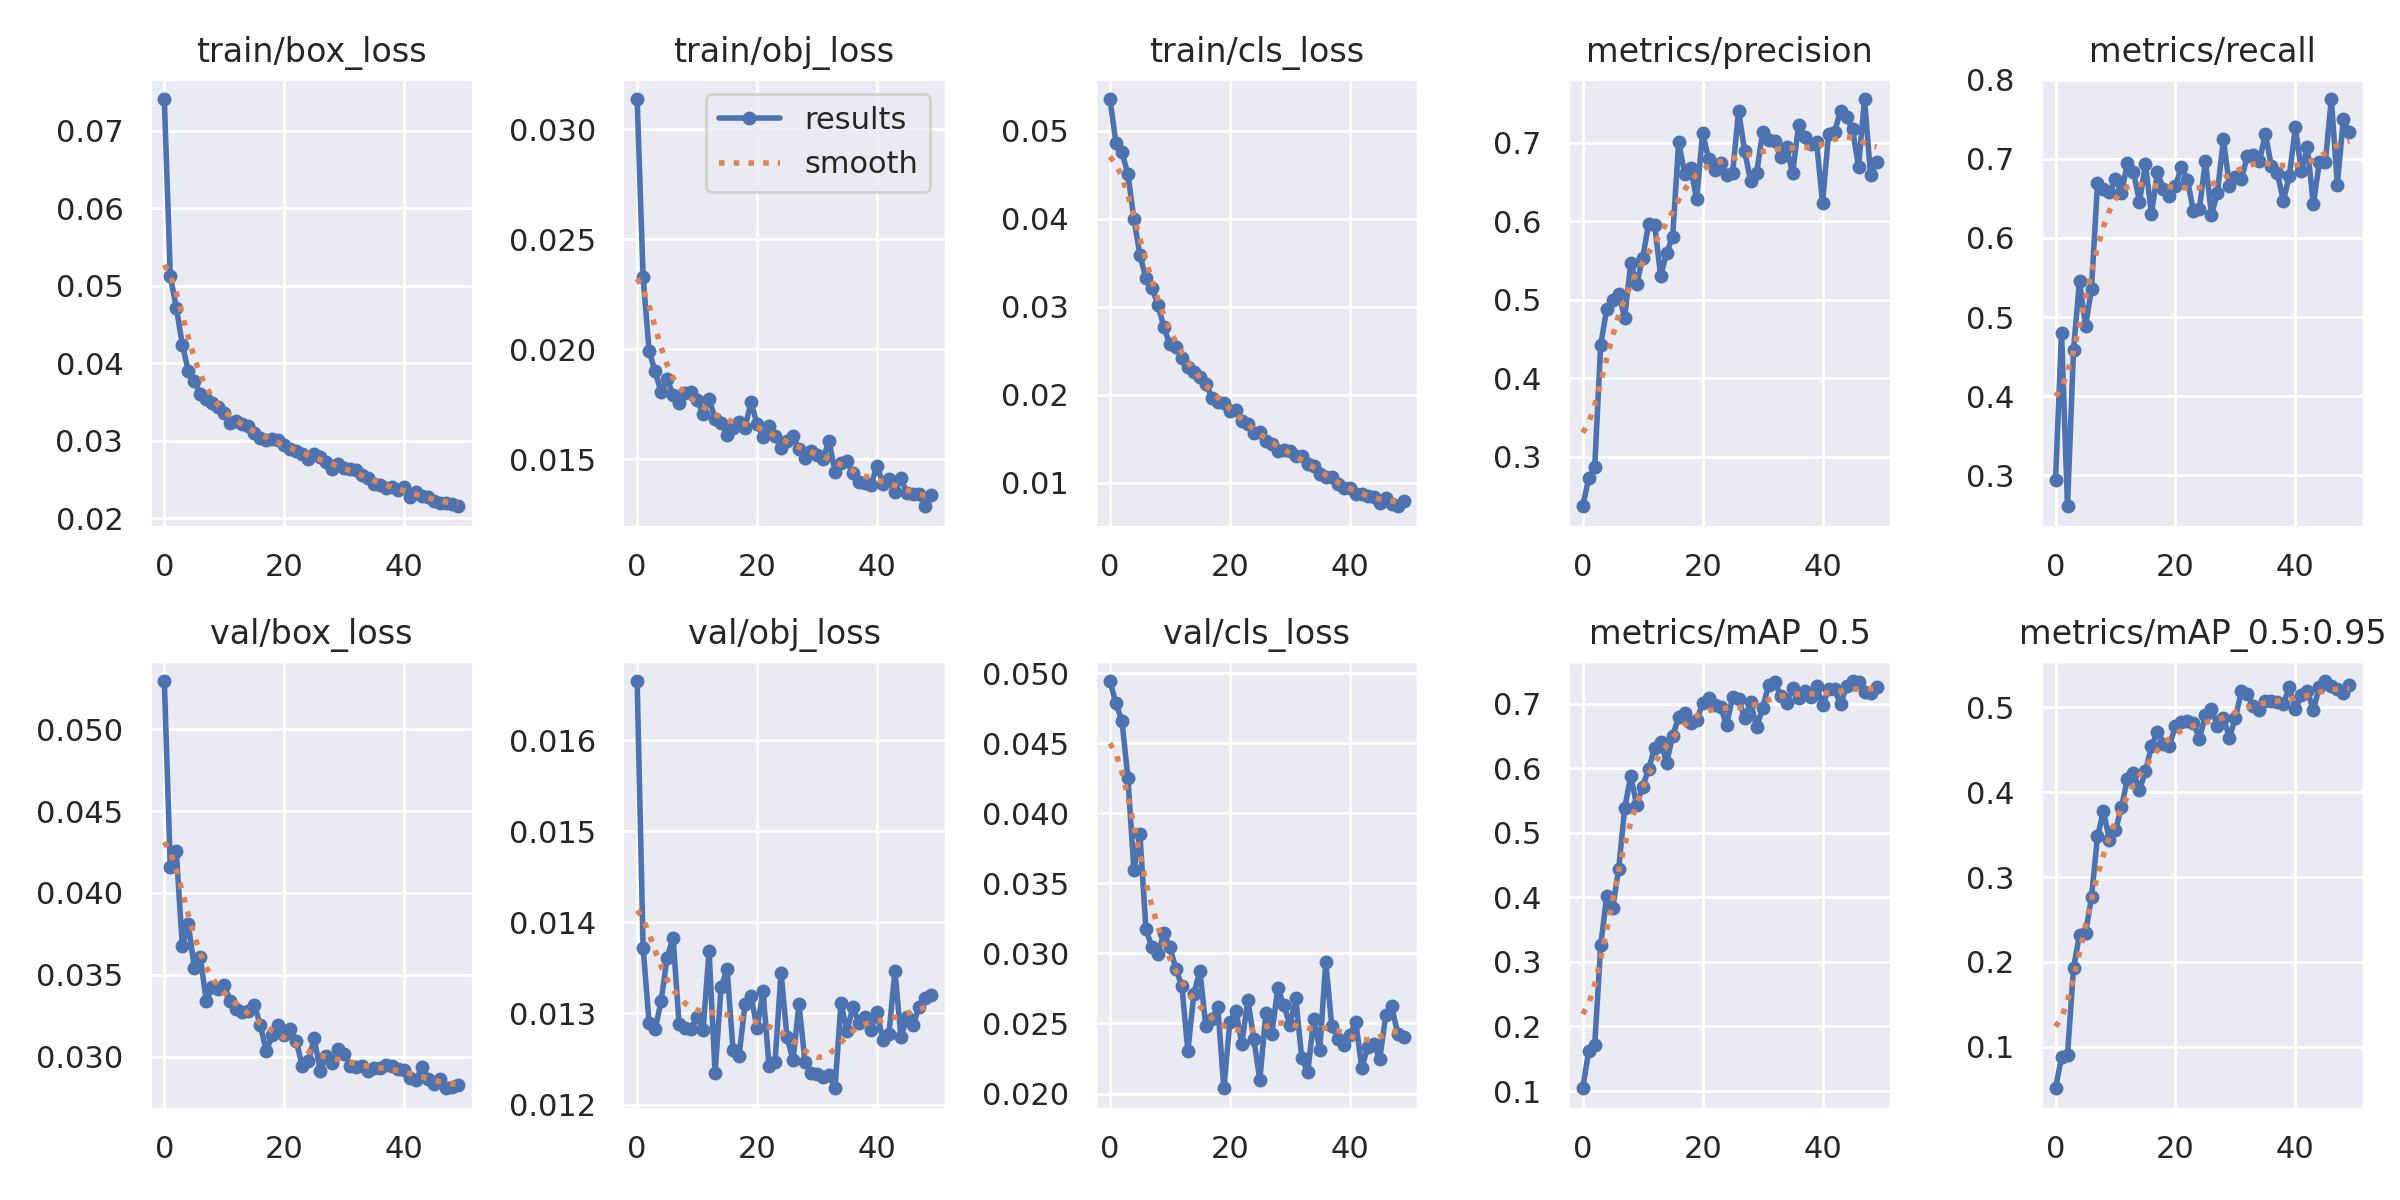 train/box_loss
0.07
0.06
0.05
0.04
0.03
0.02
0 20 40
train/obj_loss
results
smooth
0.030
0.025
0.020
0.015
0 20 40
train/cls_loss
0.05
0.04
0.03
0.02
0.01
0 20 40
metrics/precision
0.7
0.6
0.5
0.4
0.3
0 20 40
metrics/recall
0.8
0.7
0.6
0.5
0.4
0.3
0 20 40
val/box_loss
0.050
0.045
0.040
0.035
0.030
0 20 40
val/obj_loss
0.016
0.015
0.014
0.013
0.012
0 20 40
val/cls_loss
0.050
0.045
0.040
0.035
0.030
0.025
0.020
0 20 40
metrics/mAP_0.5
0.7
0.6
0.5
0.4
0.3
0.2
0.1
0 20 40
metrics/mAP_0.5:0.95
0.5
0.4
0.3
0.2
0.1
0 20 40